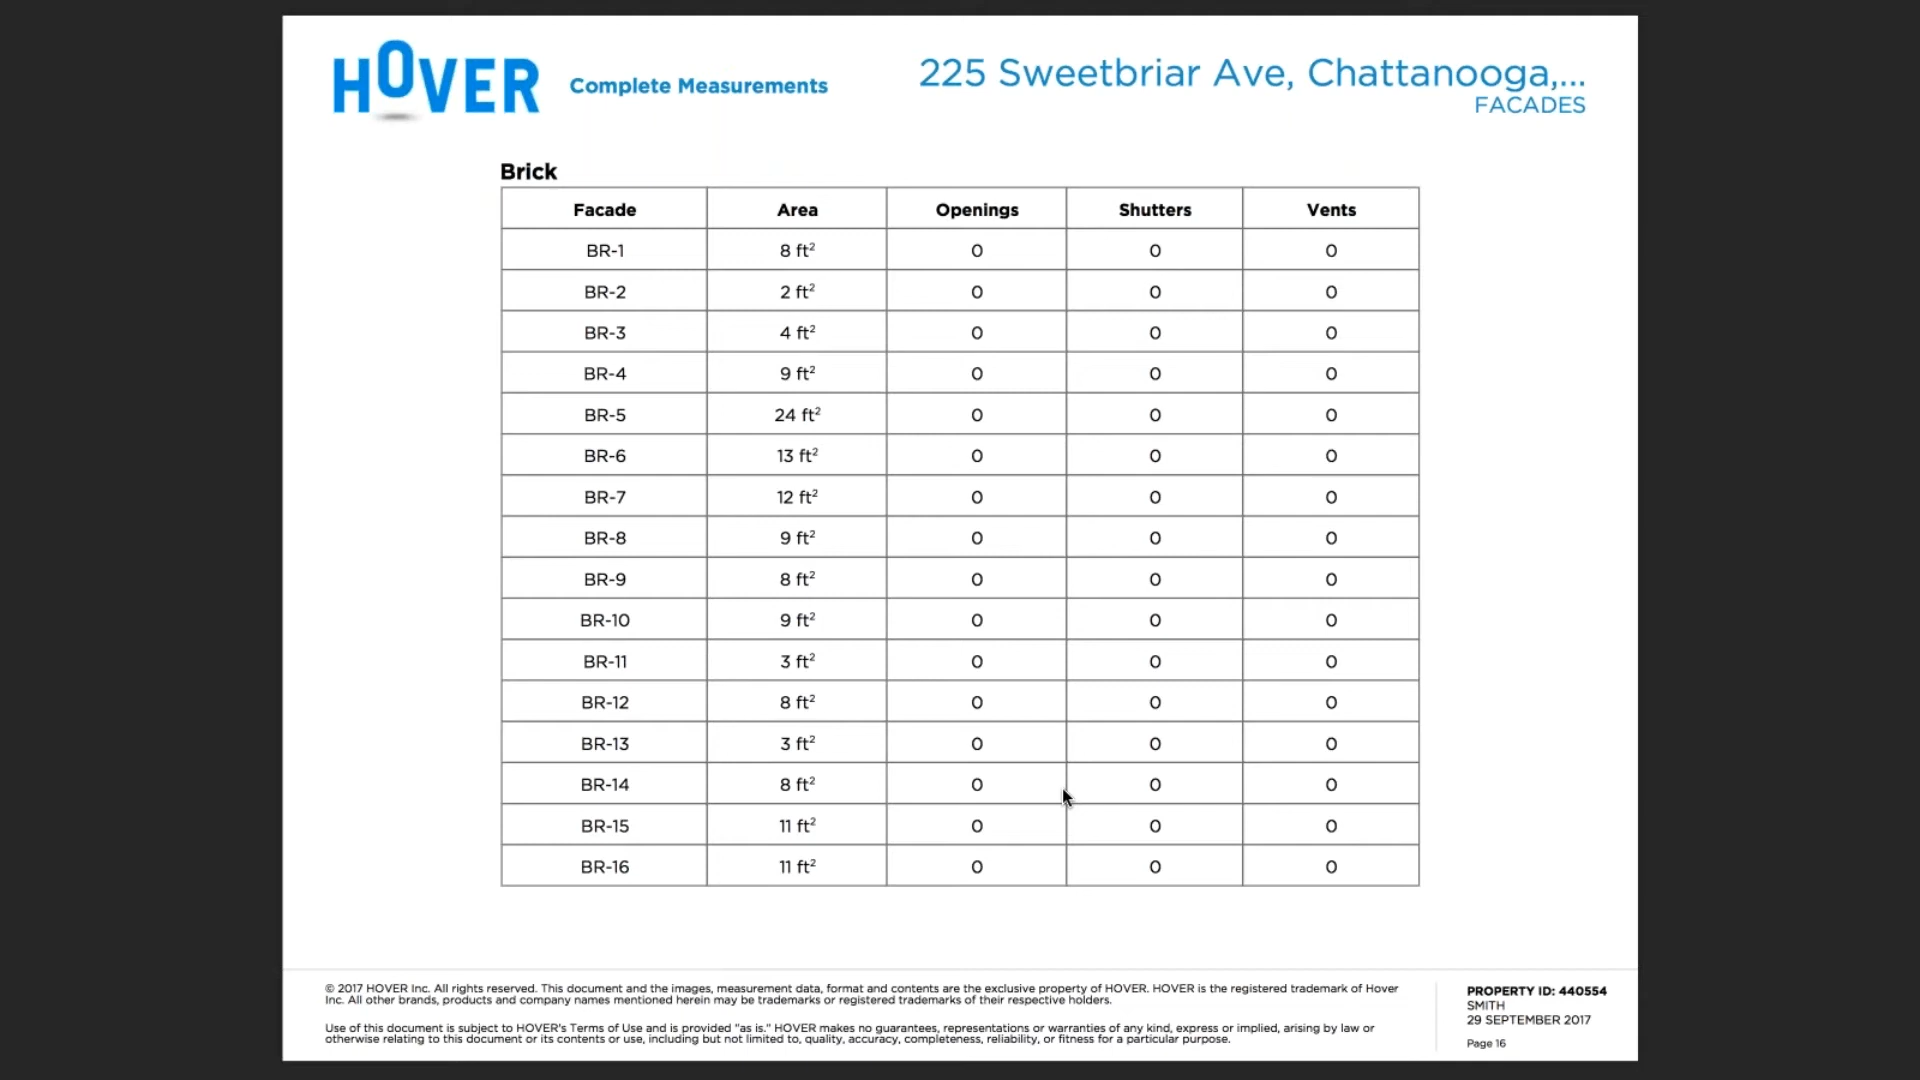 HOVER Complete Measurements
225 Sweetbriar Ave, Chattanooga,...
FACADES
Brick
Facade Area Openings Shutters Vents
BR-1 8 ft² 0 0 0
BR-2 2 ft² 0 0 0
BR-3 4 ft² 0 0 0
BR-4 9 ft² 0 0 0
BR-5 24 ft² 0 0 0
BR-6 13 ft² 0 0 0
BR-7 12 ft² 0 0 0
BR-8 9 ft² 0 0 0
BR-9 8 ft² 0 0 0
BR-10 9 ft² 0 0 0
BR-11 3 ft² 0 0 0
BR-12 8 ft² 0 0 0
BR-13 3 ft² 0 0 0
BR-14 8 ft² 0 0 0
BR-15 11 ft² 0 0 0
BR-16 11 ft² 0 0 0
© 2017 HOVER Inc. All rights reserved. This document and the images, measurement data, format and contents are the exclusive property of HOVER. HOVER is the registered trademark of Hover
Inc. All other brands, products and company names mentioned herein may be trademarks or registered trademarks of their respective holders.
Use of this document is subject to HOVER's Terms of Use and is provided "as is." HOVER makes no guarantees, representations or warranties of any kind, express or implied, arising by law or
otherwise relating to this document or its contents or use, including but not limited to, quality, accuracy, completeness, reliability, or fitness for a particular purpose.
PROPERTY ID: 440554
SMITH
29 SEPTEMBER 2017
Page 16